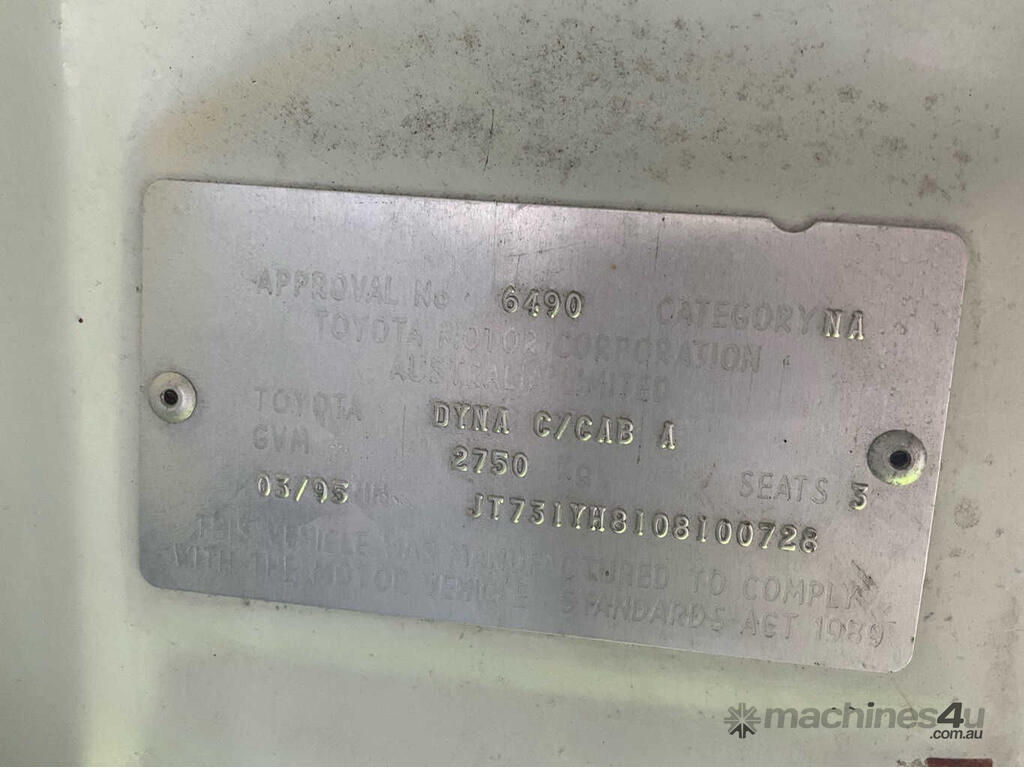 APPROVAL No 6490 CATEGORY NA
TOYOTA MOTOR CORPORATION
AUSTRALIA LIMITED
TOYOTA DYNA C/CAB A
GVM 2750 Kg SEATS 3
03/95 JT731YH8108100728
THIS VEHICLE WAS MANUFACTURED TO COMPLY
WITH THE MOTOR VEHICLE STANDARDS ACT 1989
machines4u
.com.au